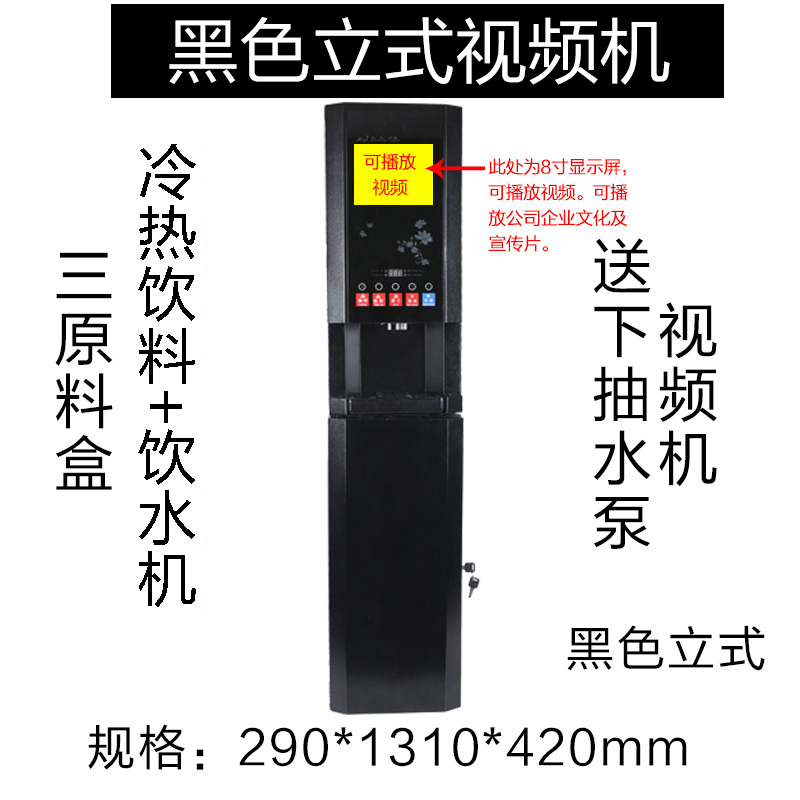 黑色立式视频机
可播放
视频
此处为8寸显示屏，
可播放视频。可播
放公司企业文化及
宣传片。
三原料盒
冷热饮料+饮水机
送下抽水泵
视频机
黑色立式
规格：290*1310*420mm